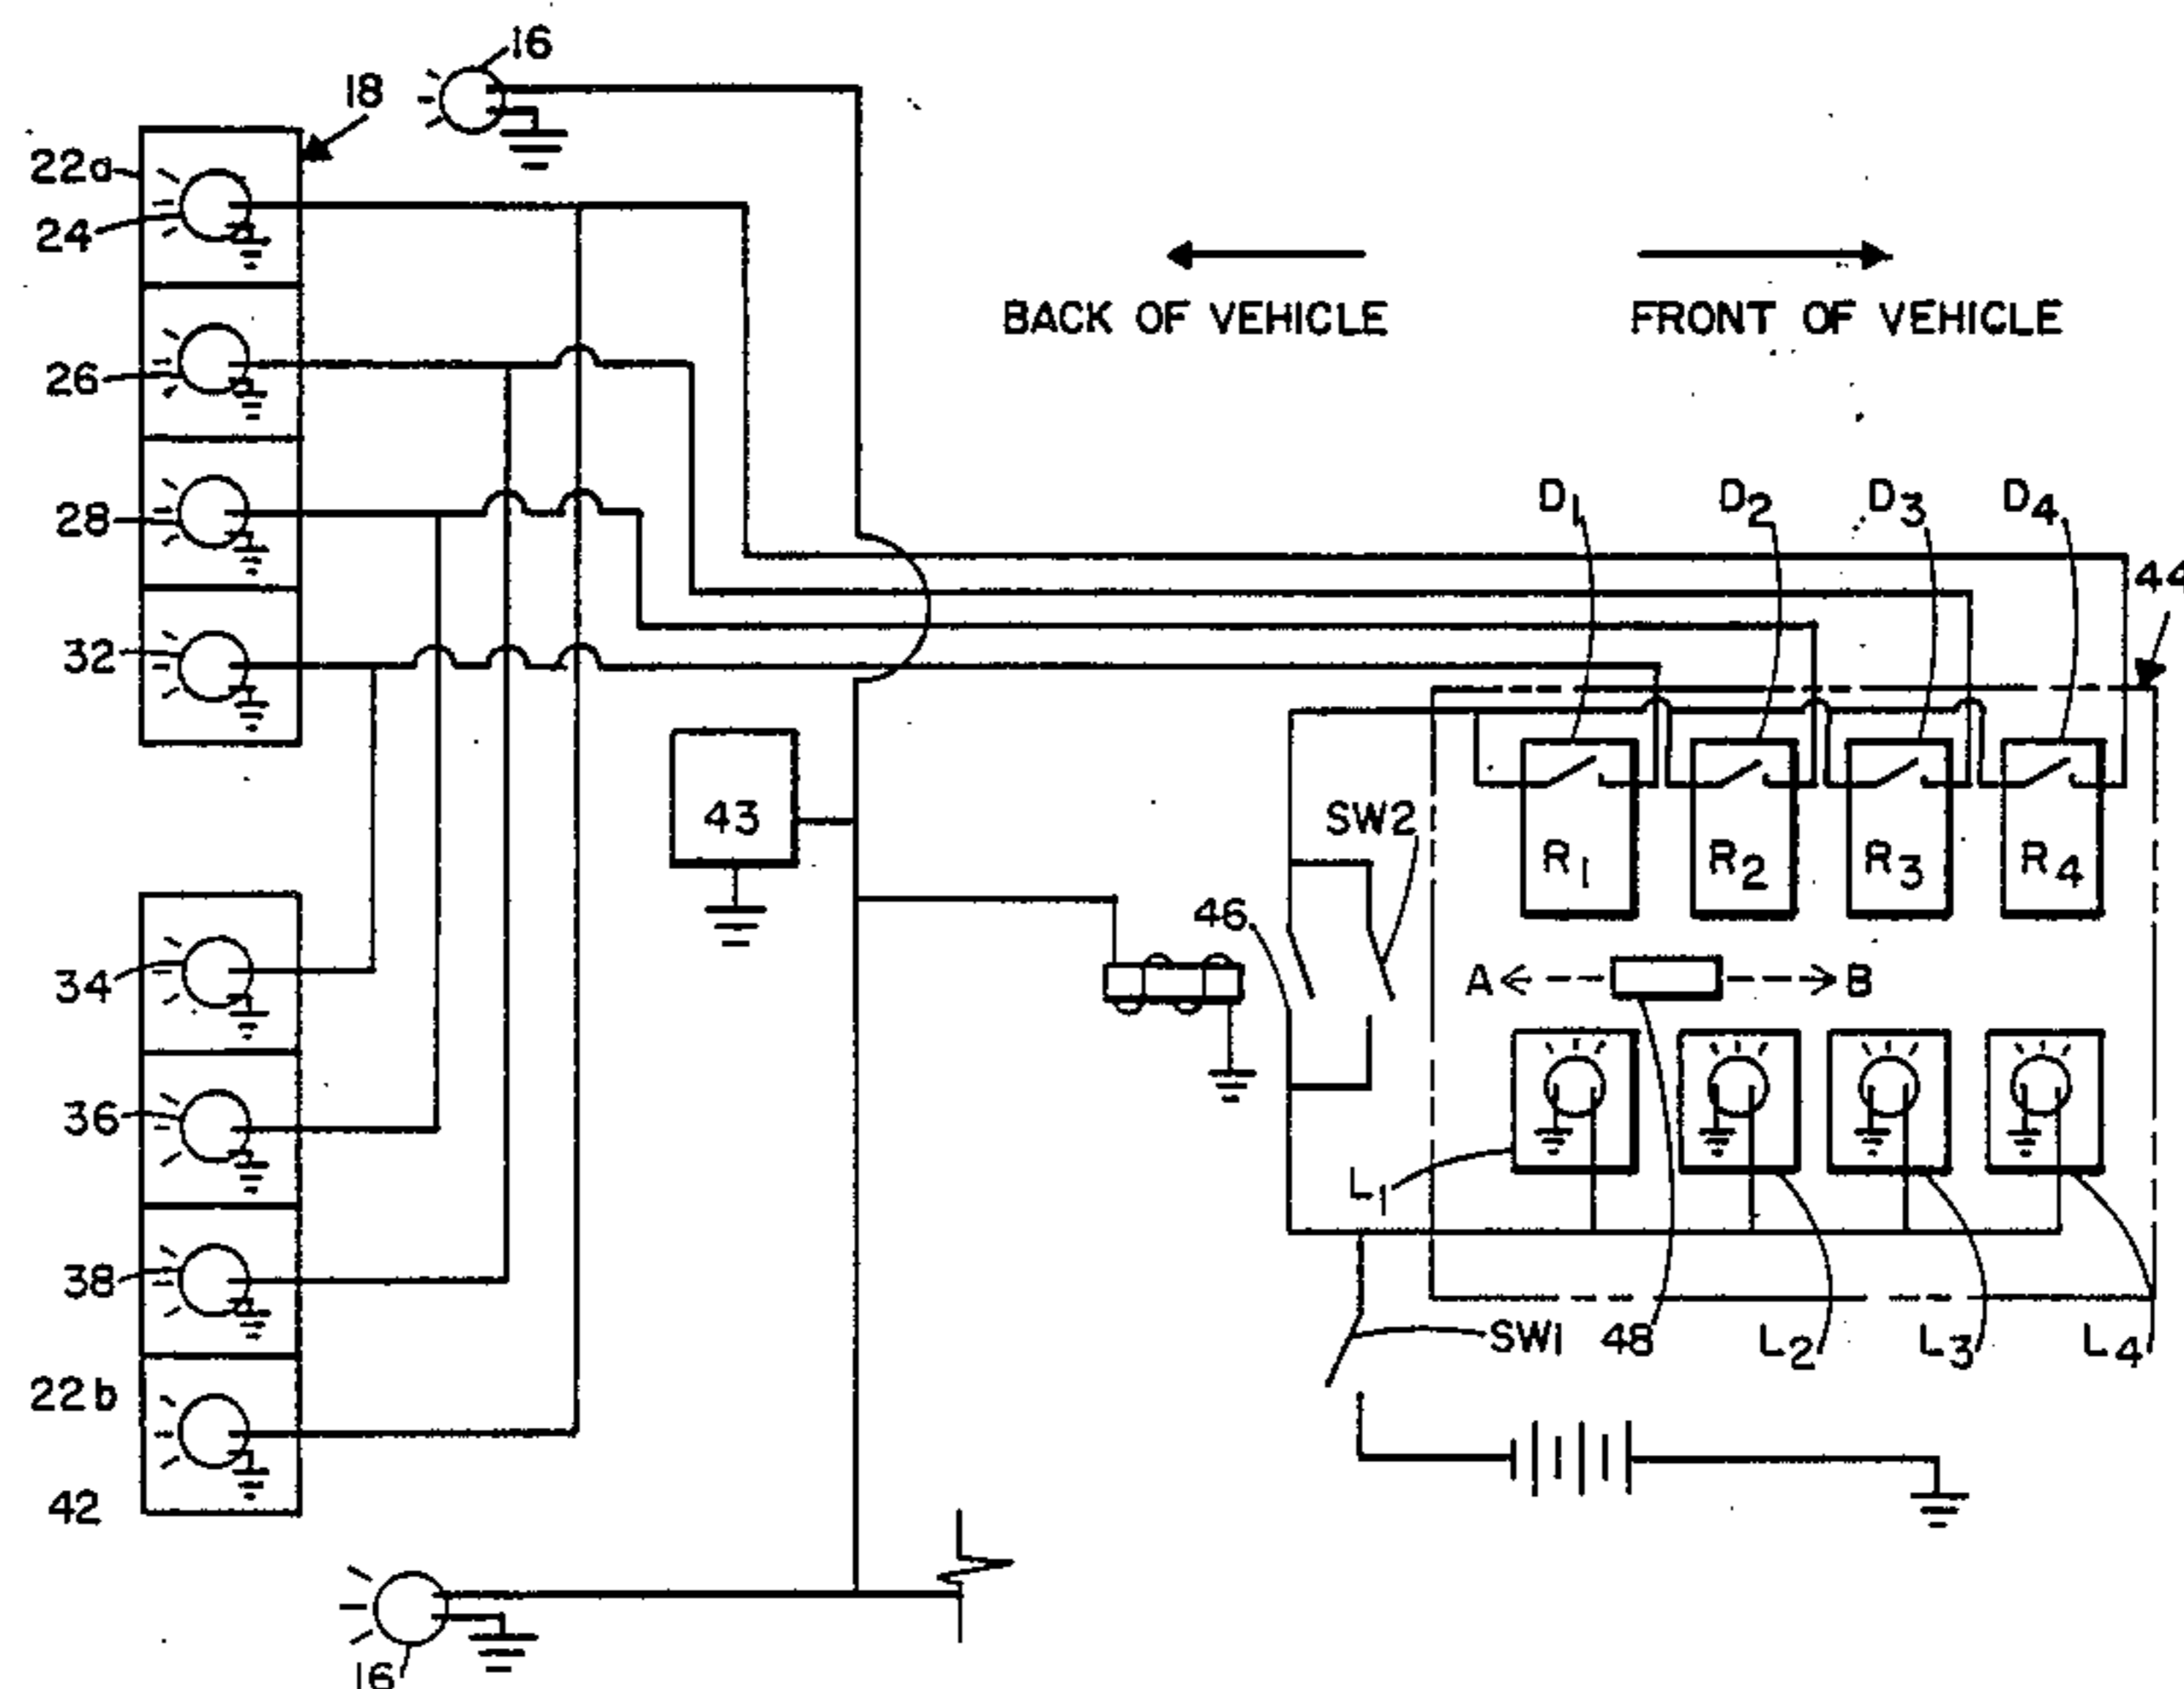 16
18
22a
24
26
28
32
BACK OF VEHICLE
FRONT OF VEHICLE
D1
D2
D3
D4
44
43
SW2
R1
R2
R3
R4
46
A
B
34
36
38
22b
42
L1
SW1
48
L2
L3
L4
16